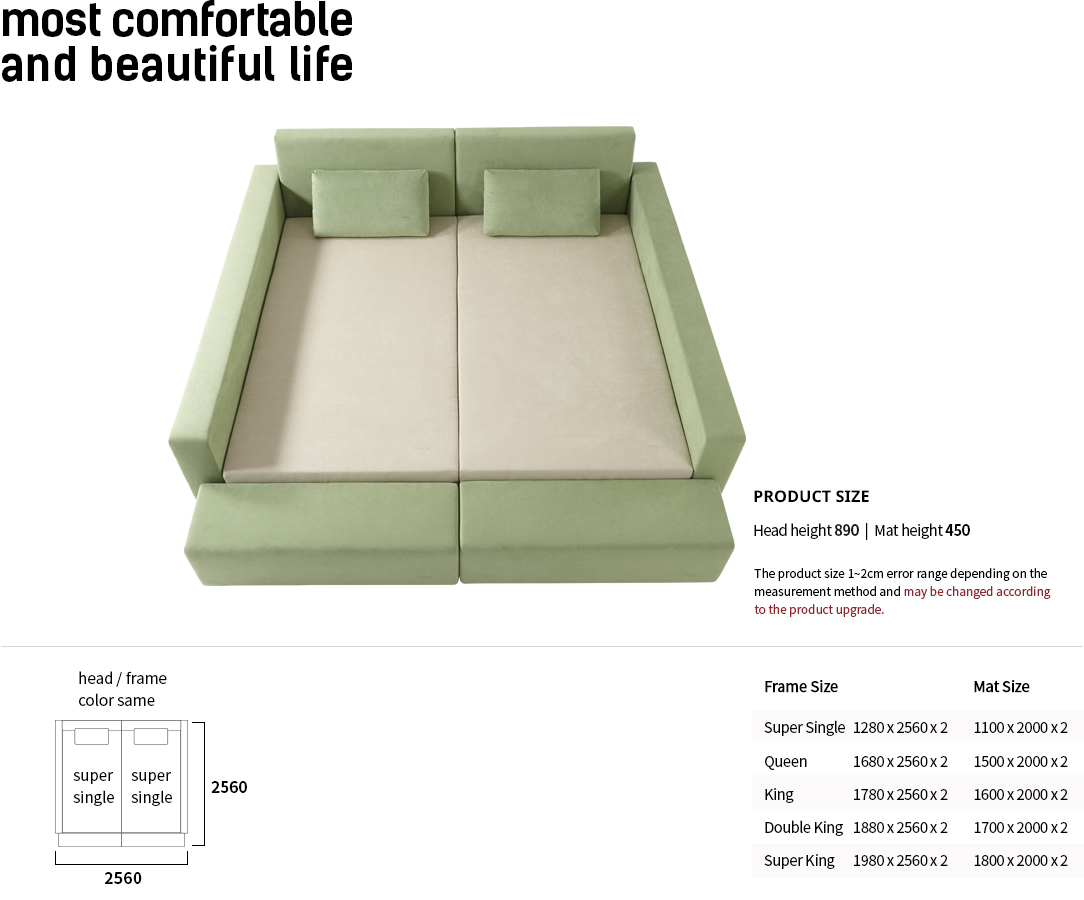 most comfortable
and beautiful life
PRODUCT SIZE
Head height 890 | Mat height 450
The product size 1~2cm error range depending on the
measurement method and may be changed according
to the product upgrade.
head / frame
color same
super super
single single
2560
2560
Frame Size Mat Size
Super Single 1280 x 2560 x 2 1100 x 2000 x 2
Queen 1680 x 2560 x 2 1500 x 2000 x 2
King 1780 x 2560 x 2 1600 x 2000 x 2
Double King 1880 x 2560 x 2 1700 x 2000 x 2
Super King 1980 x 2560 x 2 1800 x 2000 x 2